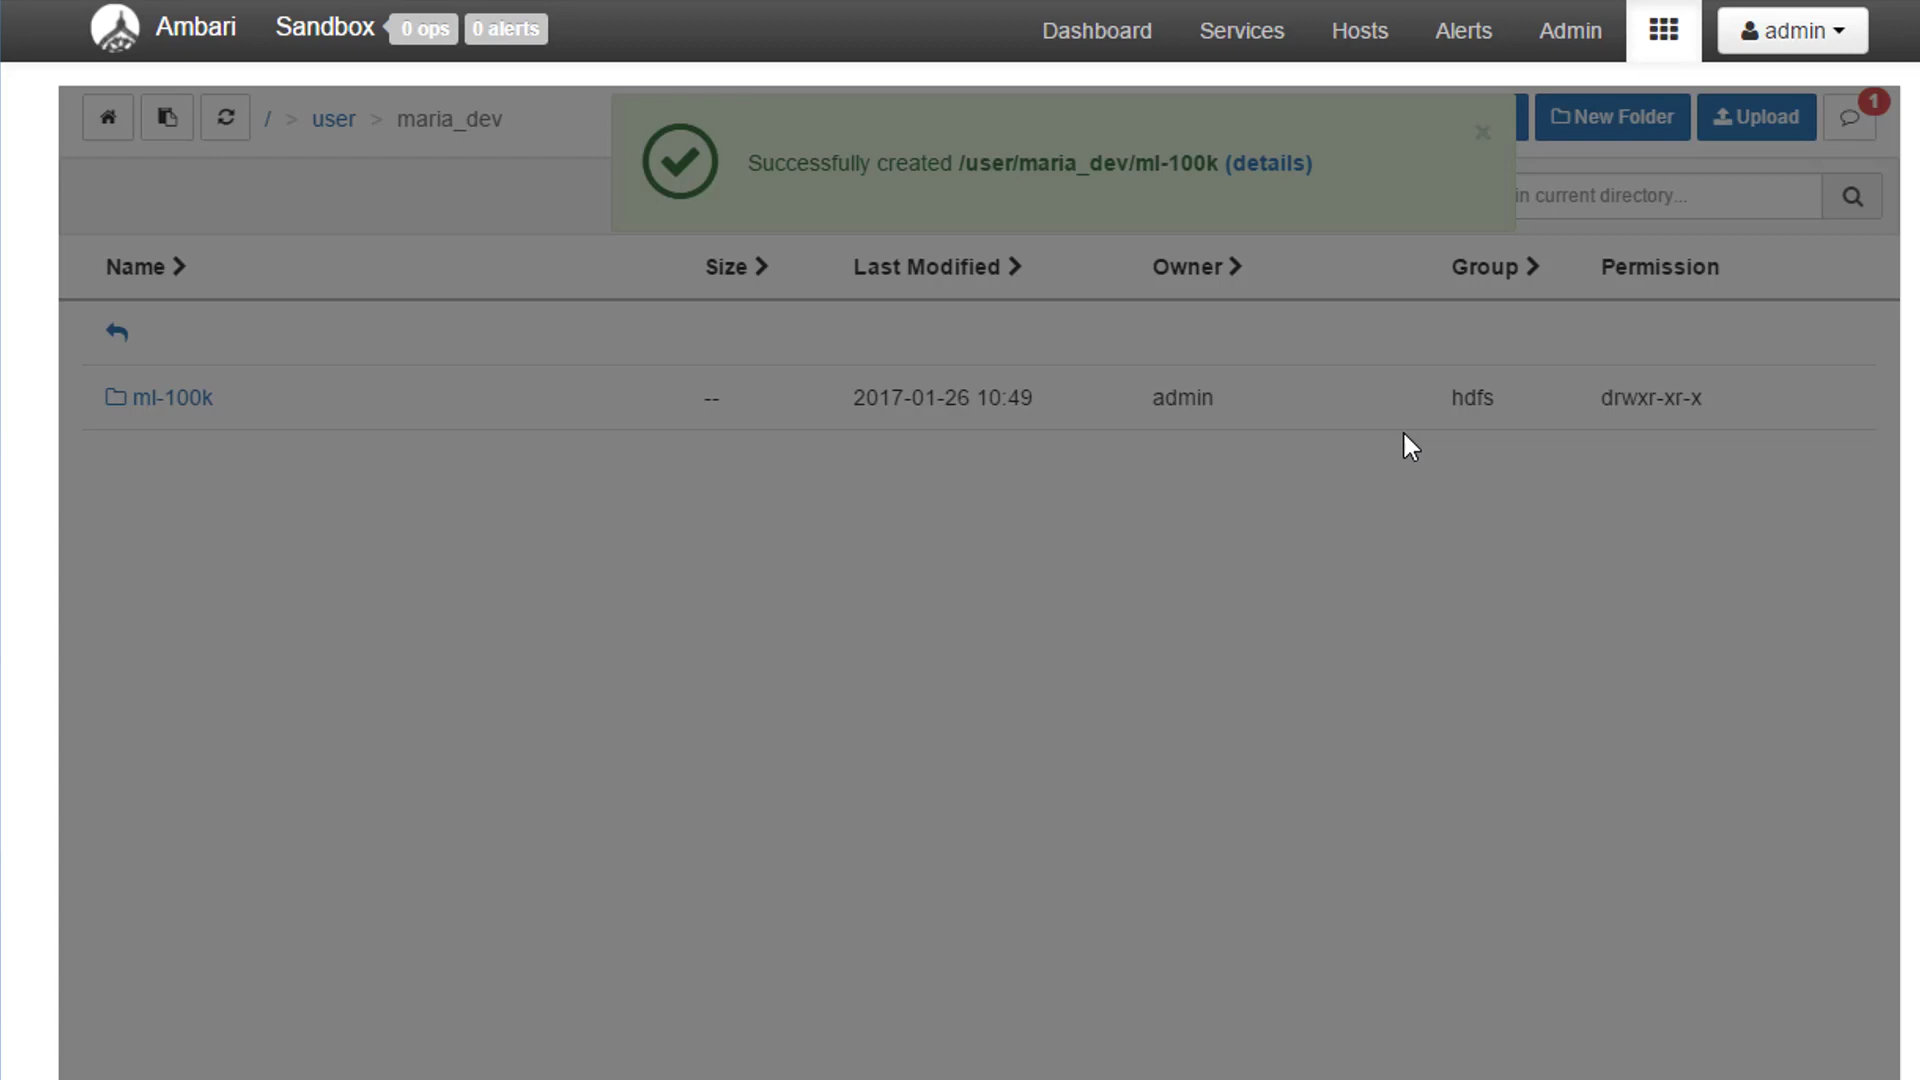 Ambari Sandbox 0 ops 0 alerts Dashboard Services Hosts Alerts Admin admin
/ > user > maria_dev New Folder Upload 1
Successfully created /user/maria_dev/ml-100k (details)
in current directory...
Name Size Last Modified Owner Group Permission
ml-100k -- 2017-01-26 10:49 admin hdfs drwxr-xr-x